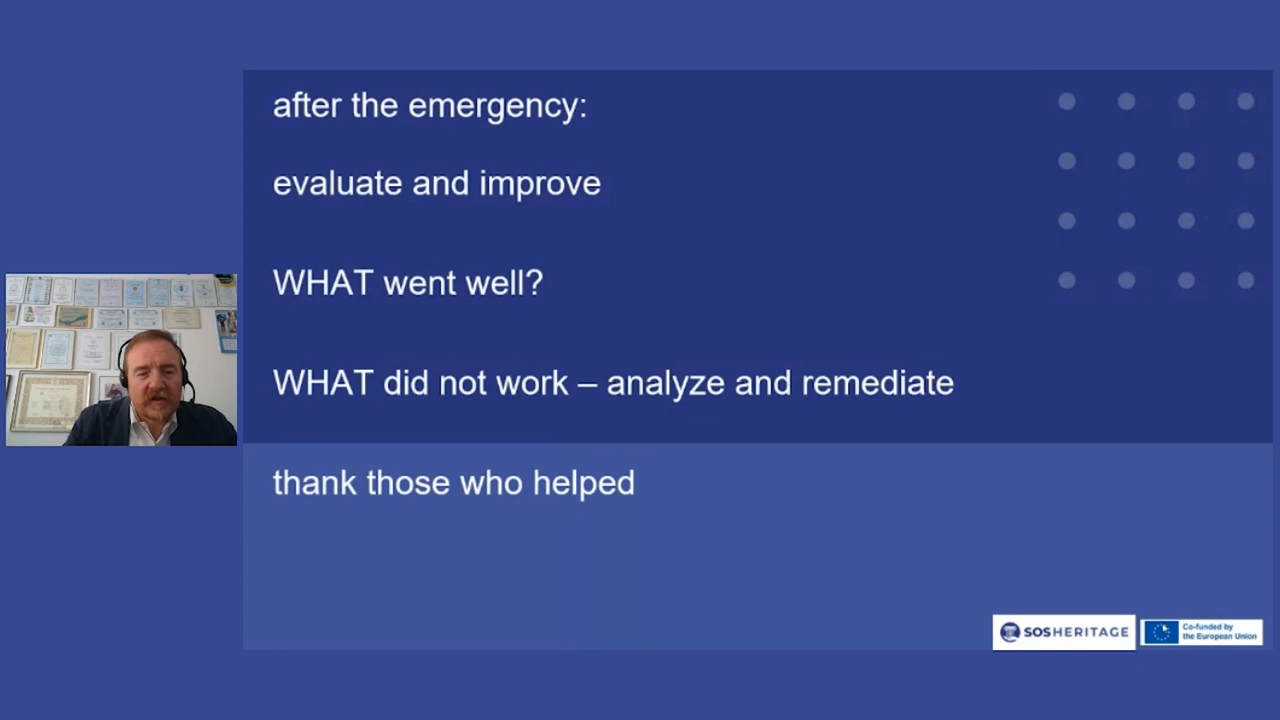 after the emergency:
evaluate and improve
WHAT went well?
WHAT did not work – analyze and remediate
thank those who helped
SOSHERITAGE
Co-funded by
the European Union